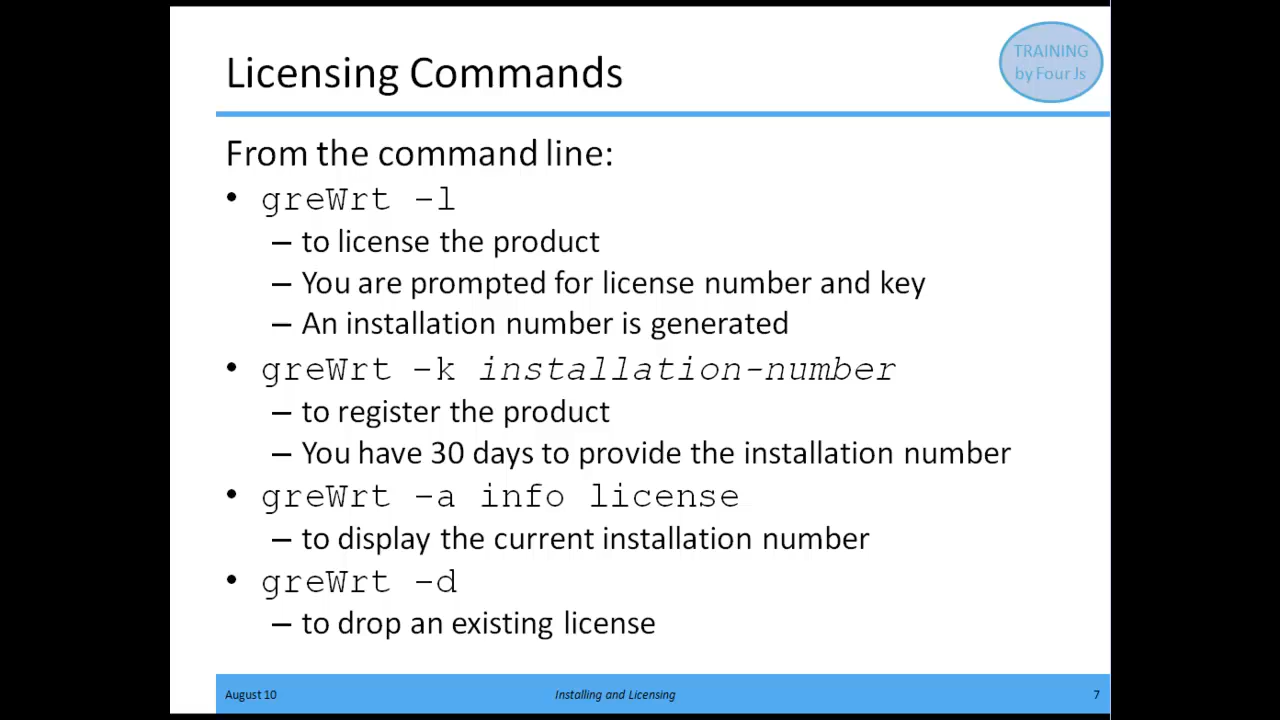 Licensing Commands
TRAINING
by Four Js
From the command line:
• greWrt -l
– to license the product
– You are prompted for license number and key
– An installation number is generated
• greWrt -k installation-number
– to register the product
– You have 30 days to provide the installation number
• greWrt -a info license
– to display the current installation number
• greWrt -d
– to drop an existing license
August 10
Installing and Licensing
7